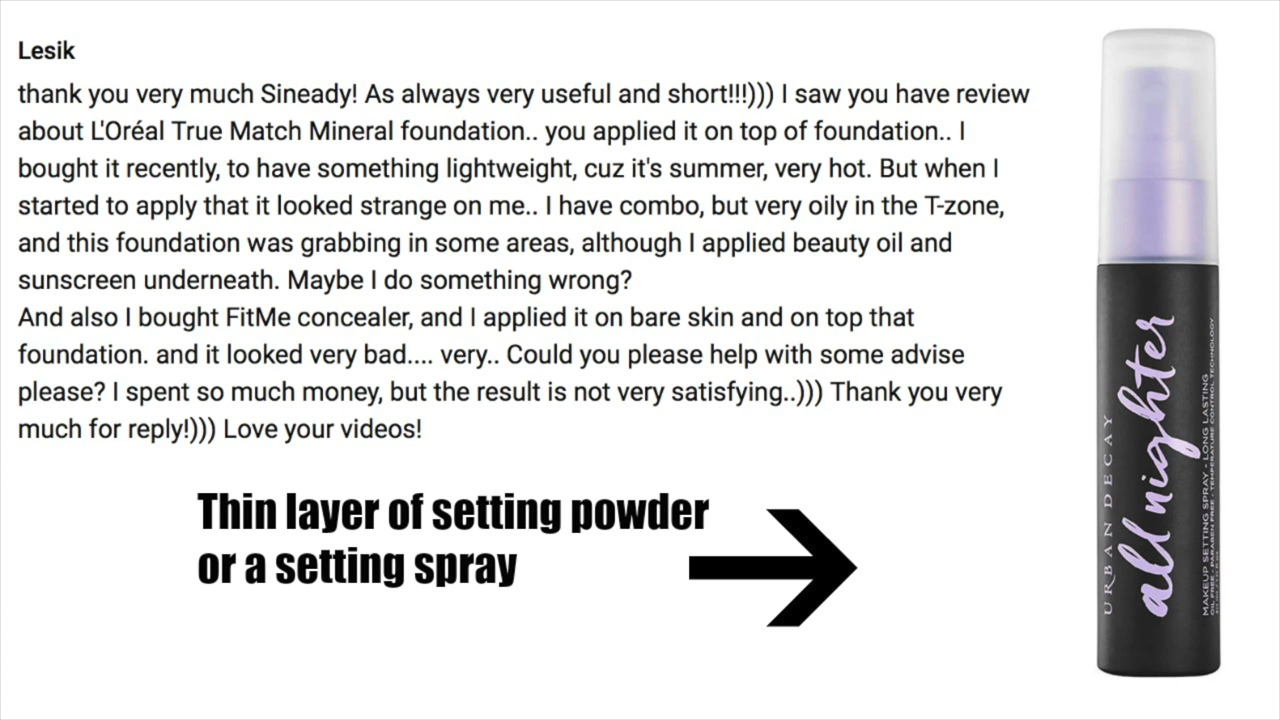 Lesik
thank you very much Sineady! As always very useful and short!!!))) I saw you have review
about L'Oréal True Match Mineral foundation.. you applied it on top of foundation.. I
bought it recently, to have something lightweight, cuz it's summer, very hot. But when I
started to apply that it looked strange on me.. I have combo, but very oily in the T-zone,
and this foundation was grabbing in some areas, although I applied beauty oil and
sunscreen underneath. Maybe I do something wrong?
And also I bought FitMe concealer, and I applied it on bare skin and on top that
foundation. and it looked very bad.... very.. Could you please help with some advise
please? I spent so much money, but the result is not very satisfying..))) Thank you very
much for reply!))) Love your videos!
Thin layer of setting powder
or a setting spray
URBAN DECAY
all nighter
MAKEUP SETTING SPRAY - LONG LASTING
OIL FREE - PARABEN FREE - TEMPERATURE CONTROL TECHNOLOGY